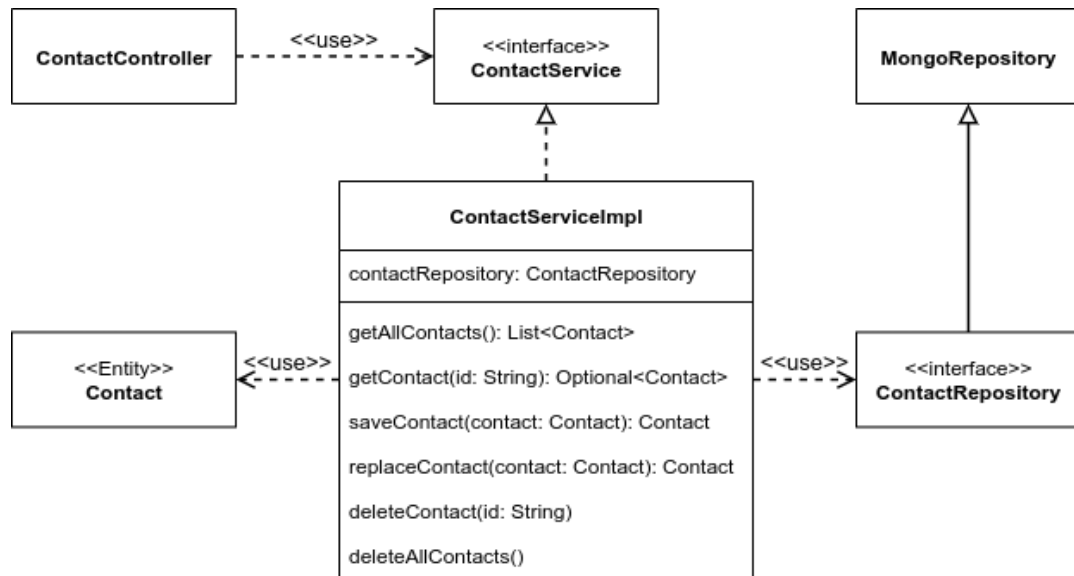 ContactController
<<use>>
<<interface>>
ContactService
MongoRepository
ContactServiceImpl
contactRepository: ContactRepository
getAllContacts(): List<Contact>
getContact(id: String): Optional<Contact>
saveContact(contact: Contact): Contact
replaceContact(contact: Contact): Contact
deleteContact(id: String)
deleteAllContacts()
<<Entity>>
Contact
<<use>>
<<use>>
<<interface>>
ContactRepository